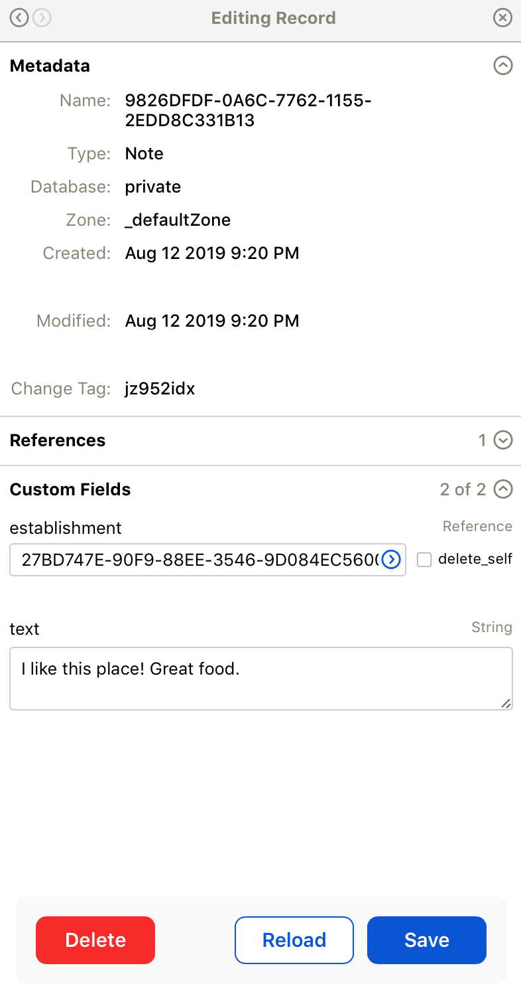 Editing Record
Metadata
Name: 9826DFDF-0A6C-7762-1155-
2EDD8C331B13
Type: Note
Database: private
Zone: _defaultZone
Created: Aug 12 2019 9:20 PM
Modified: Aug 12 2019 9:20 PM
Change Tag: jz952idx
References 1
Custom Fields 2 of 2
establishment Reference
27BD747E-90F9-88EE-3546-9D084EC560 delete_self
text String
I like this place! Great food.
Delete Reload Save